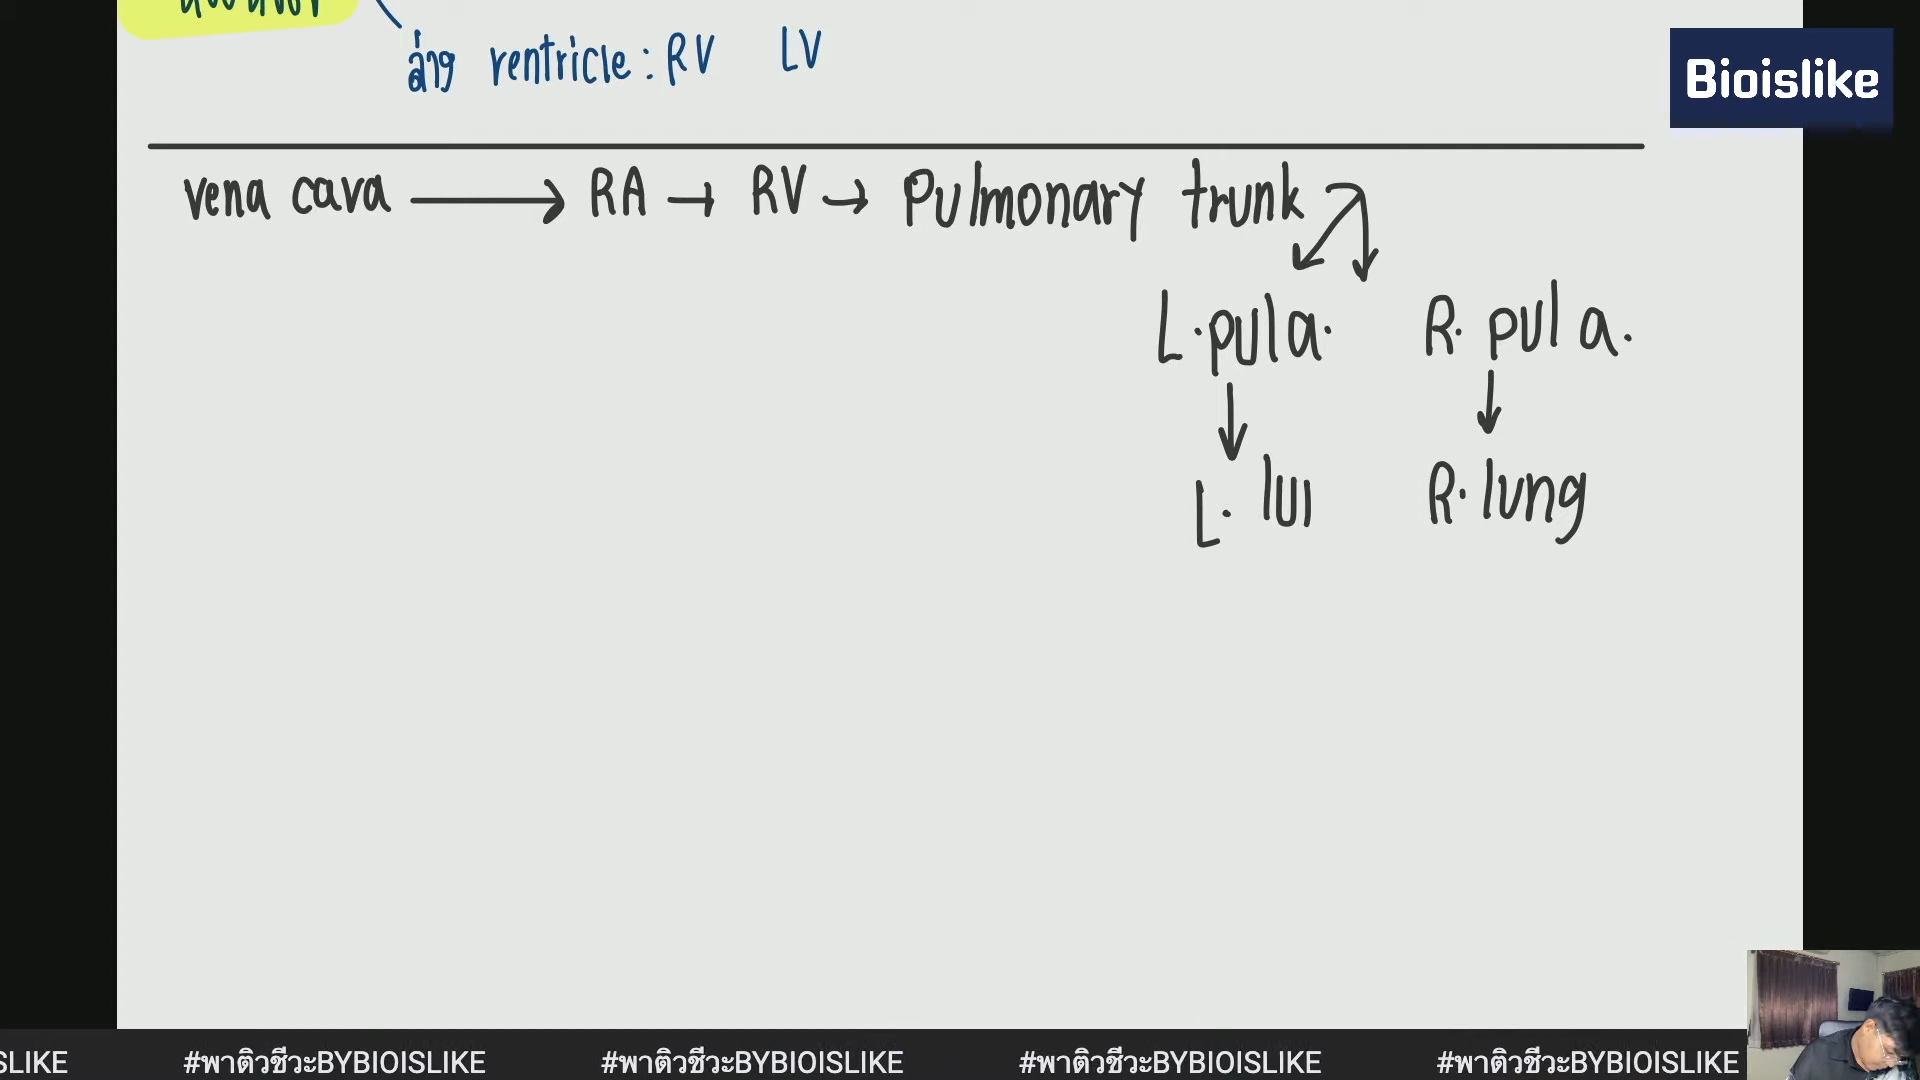 ล่าง rentricle : RV LV
Bioislike
vena cava → RA → RV → Pulmonary trunk
L.pul a. R. pul a.
L. lui R. lung
SLIKE #พาติวชีวะBYBIOISLIKE #พาติวชีวะBYBIOISLIKE #พาติวชีวะBYBIOISLIKE #พาติวชีวะBYBIOISLIKE